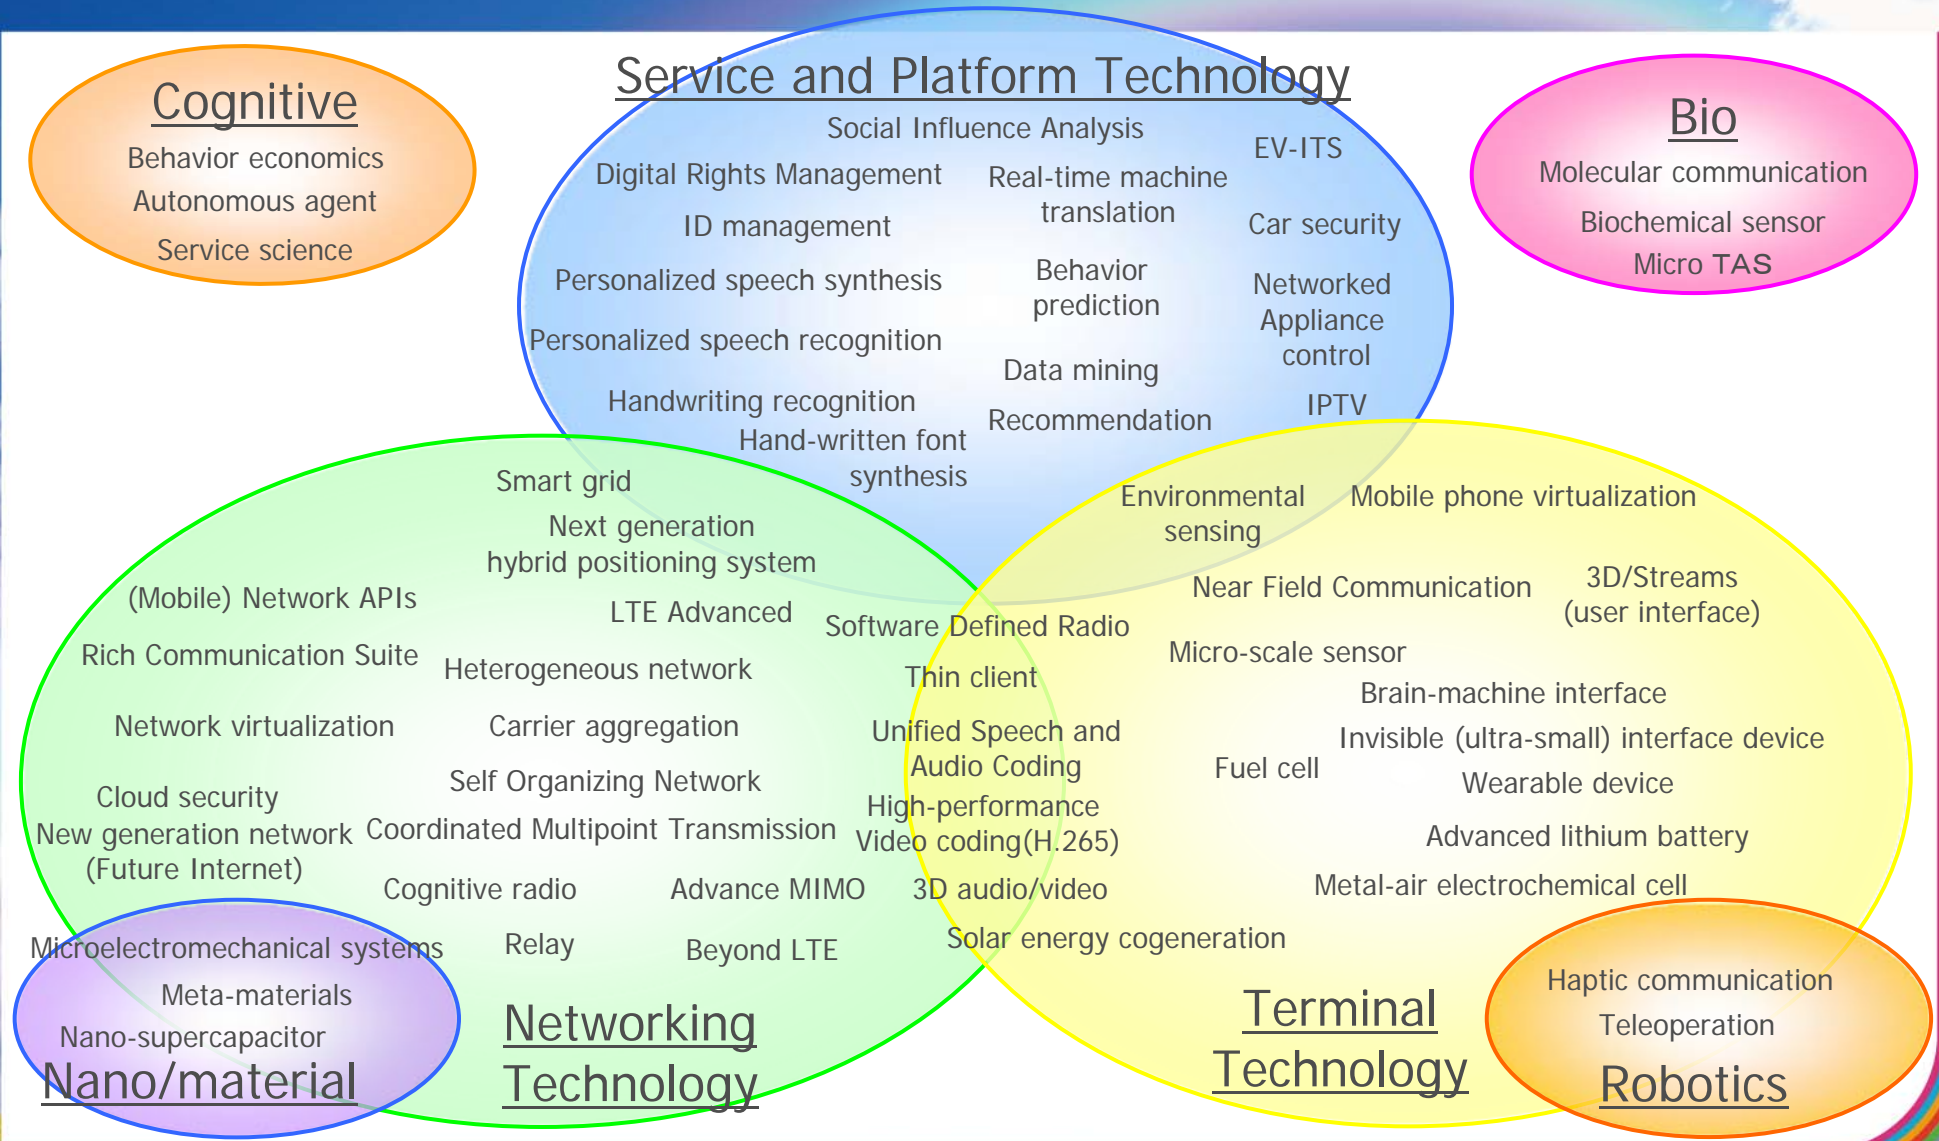 Cognitive
Behavior economics
Autonomous agent
Service science
Service and Platform Technology
Social Influence Analysis
EV-ITS
Digital Rights Management
Real-time machine
translation
ID management
Car security
Personalized speech synthesis
Behavior
prediction
Networked
Appliance
control
Personalized speech recognition
Data mining
Handwriting recognition
Recommendation
IPTV
Hand-written font
synthesis
Bio
Molecular communication
Biochemical sensor
Micro TAS
Smart grid
Next generation
hybrid positioning system
(Mobile) Network APIs
LTE Advanced
Rich Communication Suite
Heterogeneous network
Network virtualization
Carrier aggregation
Self Organizing Network
Cloud security
New generation network
(Future Internet)
Coordinated Multipoint Transmission
Cognitive radio
Advance MIMO
Relay
Beyond LTE
Networking
Technology
Software Defined Radio
Thin client
Unified Speech and
Audio Coding
High-performance
Video coding(H.265)
3D audio/video
Solar energy cogeneration
Environmental
sensing
Mobile phone virtualization
Near Field Communication
3D/Streams
(user interface)
Micro-scale sensor
Brain-machine interface
Invisible (ultra-small) interface device
Fuel cell
Wearable device
Advanced lithium battery
Metal-air electrochemical cell
Terminal
Technology
Microelectromechanical systems
Meta-materials
Nano-supercapacitor
Nano/material
Haptic communication
Teleoperation
Robotics